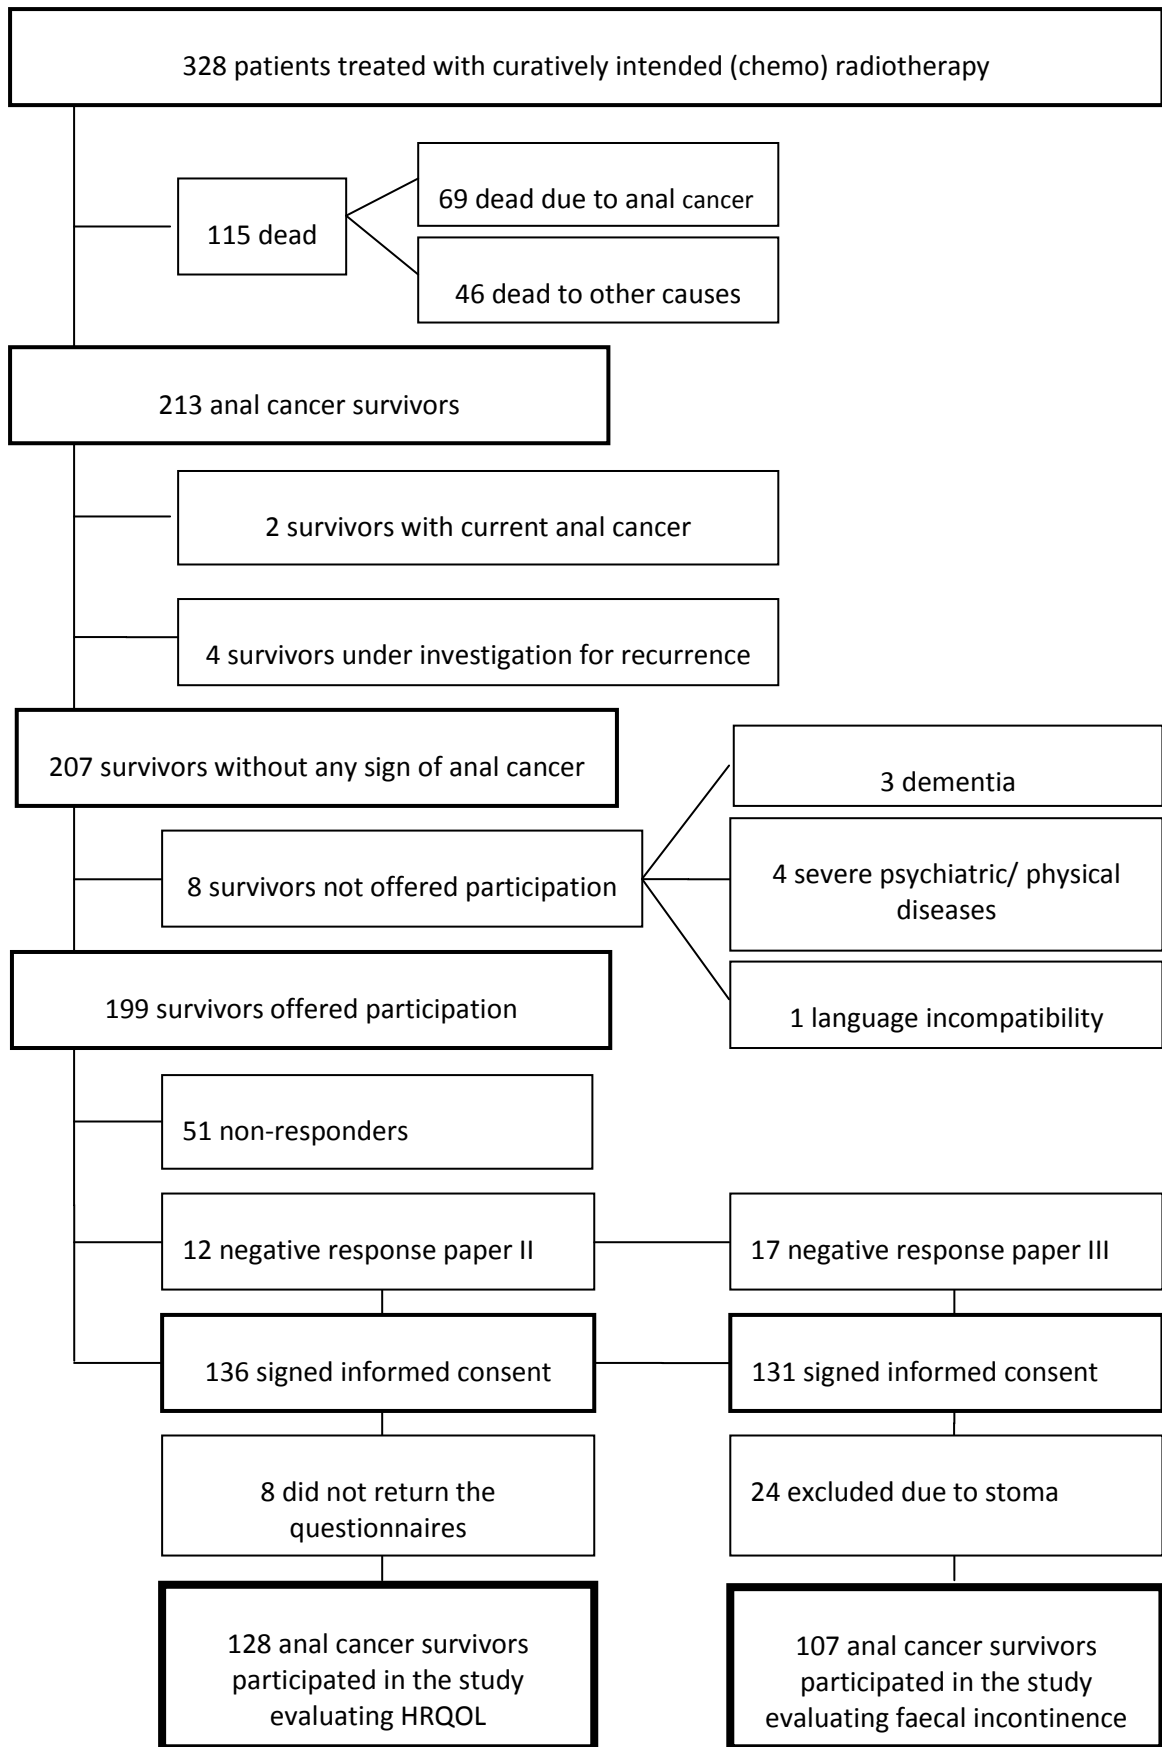 328 patients treated with curatively intended (chemo) radiotherapy
69 dead due to anal cancer
115 dead
46 dead to other causes
213 anal cancer survivors
2 survivors with current anal cancer
4 survivors under investigation for recurrence
207 survivors without any sign of anal cancer
3 dementia
8 survivors not offered participation
4 severe psychiatric/ physical
diseases
1 language incompatibility
199 survivors offered participation
51 non-responders
12 negative response paper II
17 negative response paper III
136 signed informed consent
131 signed informed consent
8 did not return the
questionnaires
24 excluded due to stoma
128 anal cancer survivors
participated in the study
evaluating HRQOL
107 anal cancer survivors
participated in the study
evaluating faecal incontinence